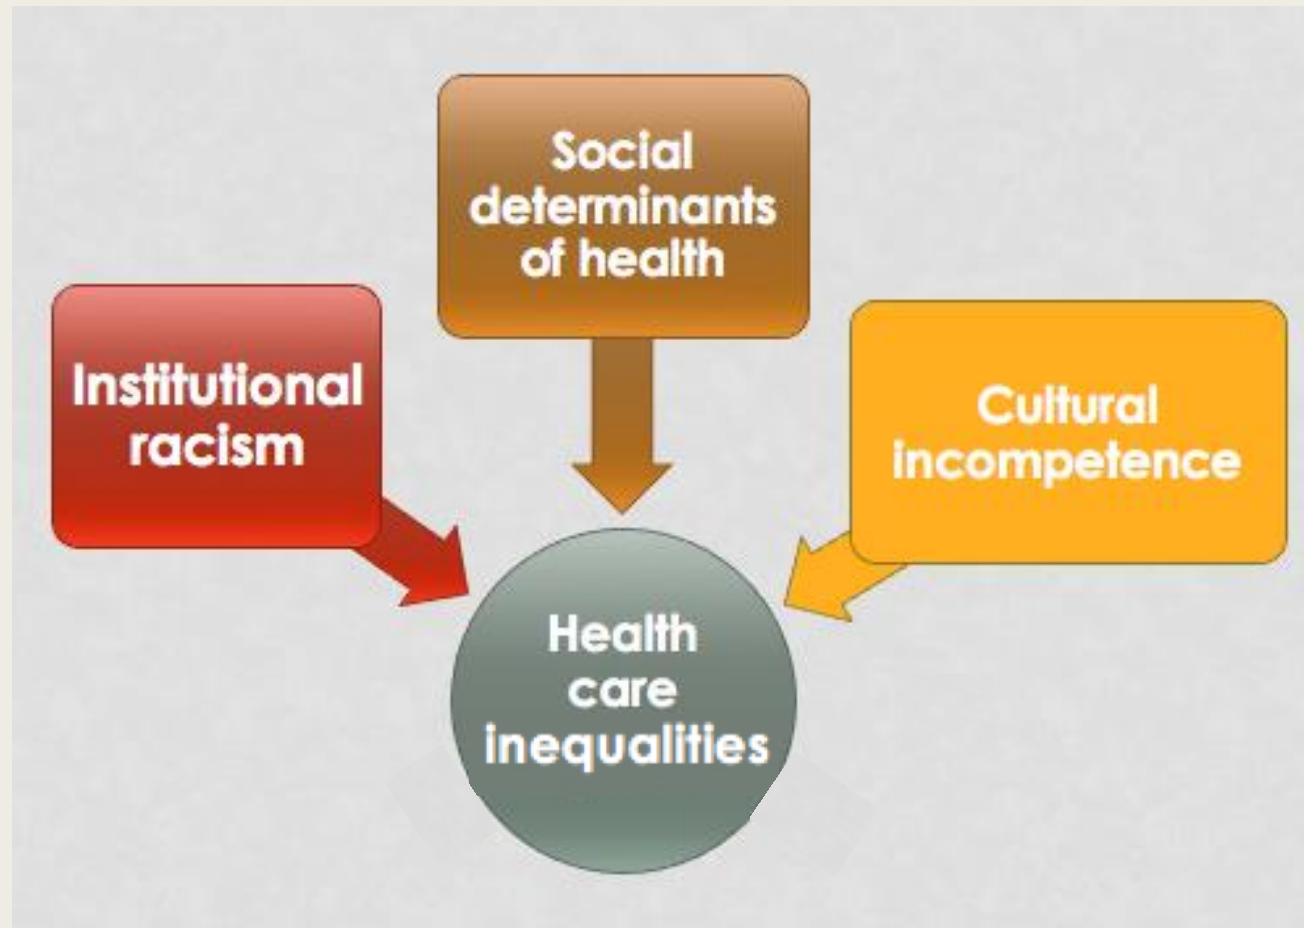 Social
determinants
of health
Institutional
racism
Cultural
incompetence
Health
care
inequalities